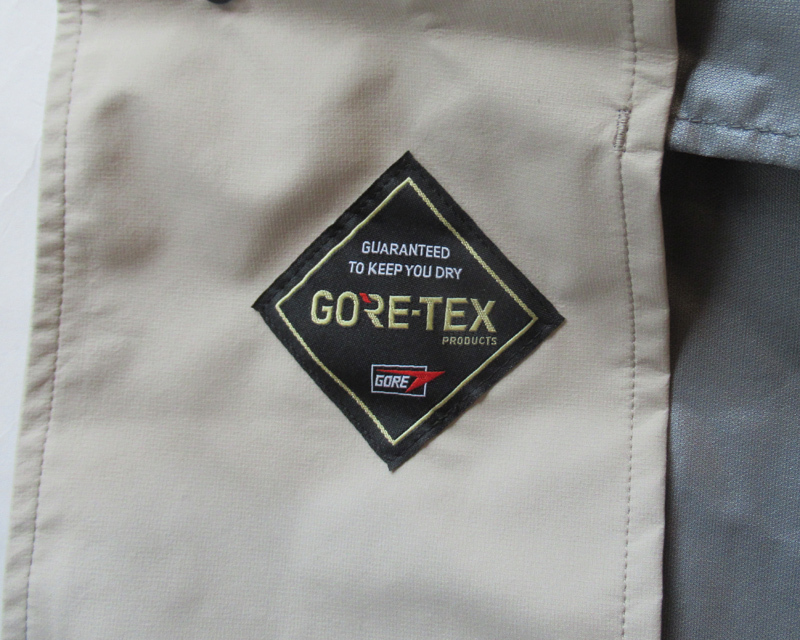 GUARANTEED
TO KEEP YOU DRY
GORE-TEX
PRODUCTS
GORE